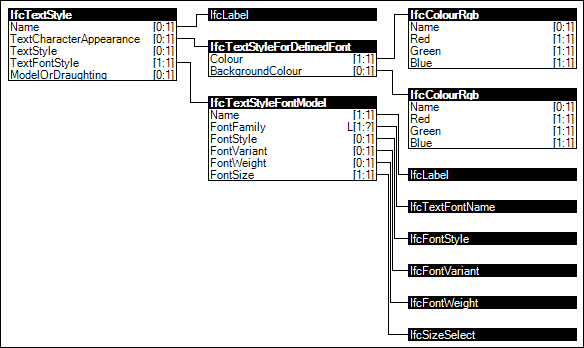 IfcTextStyle
Name [0:1]
TextCharacterAppearance [0:1]
TextStyle [0:1]
TextFontStyle [1:1]
ModelOrDraughting [0:1]
IfcLabel
IfcTextStyleForDefinedFont
Colour [1:1]
BackgroundColour [0:1]
IfcTextStyleFontModel
Name [1:1]
FontFamily L[1:?]
FontStyle [0:1]
FontVariant [0:1]
FontWeight [0:1]
FontSize [1:1]
IfcColourRgb
Name [0:1]
Red [1:1]
Green [1:1]
Blue [1:1]
IfcColourRgb
Name [0:1]
Red [1:1]
Green [1:1]
Blue [1:1]
IfcLabel
IfcTextFontName
IfcFontStyle
IfcFontVariant
IfcFontWeight
IfcSizeSelect